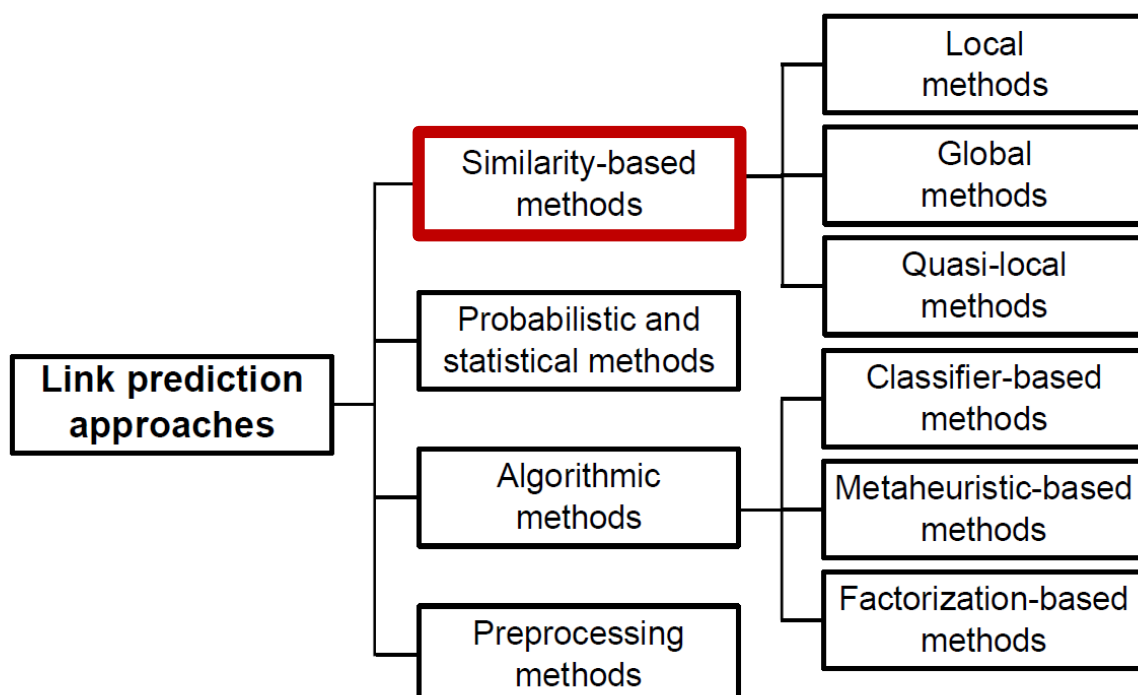 Link prediction
approaches
Similarity-based
methods
Probabilistic and
statistical methods
Algorithmic
methods
Preprocessing
methods
Local
methods
Global
methods
Quasi-local
methods
Classifier-based
methods
Metaheuristic-based
methods
Factorization-based
methods